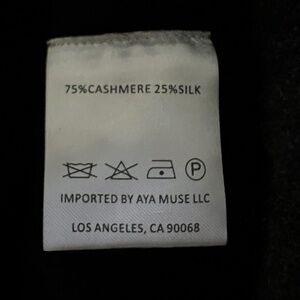 75%CASHMERE 25%SILK
P
IMPORTED BY AYA MUSE LLC
LOS ANGELES, CA 90068